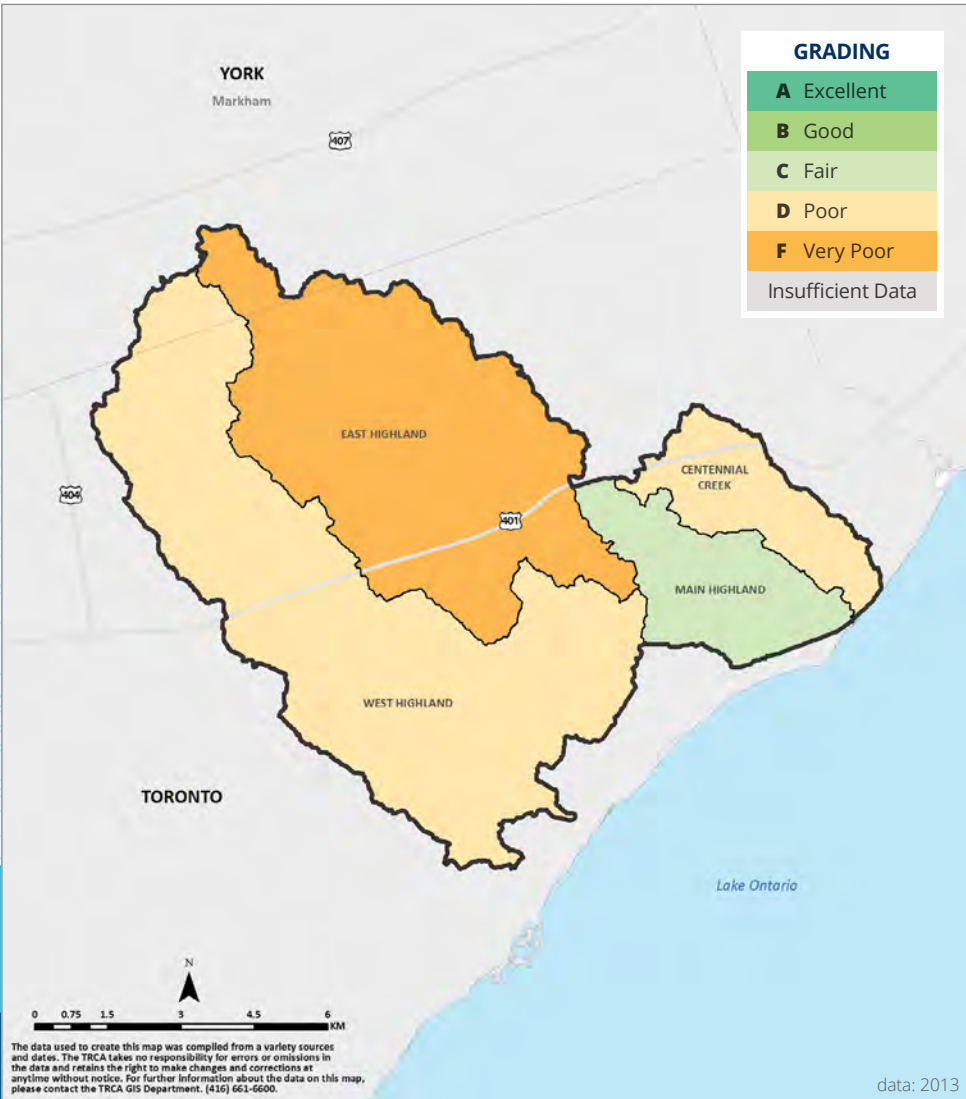 YORK
Markham
407
GRADING
A Excellent
B Good
C Fair
D Poor
F Very Poor
Insufficient Data
EAST HIGHLAND
CENTENNIAL
CREEK
404
401
MAIN HIGHLAND
WEST HIGHLAND
TORONTO
Lake Ontario
N
0 0.75 1.5 3 4.5 6
KM
The data used to create this map was compiled from a variety sources
and dates. The TRCA takes no responsibility for errors or omissions in
the data and retains the right to make changes and corrections at
anytime without notice. For further information about the data on this map,
please contact the TRCA GIS Department. (416) 661-6600.
data: 2013